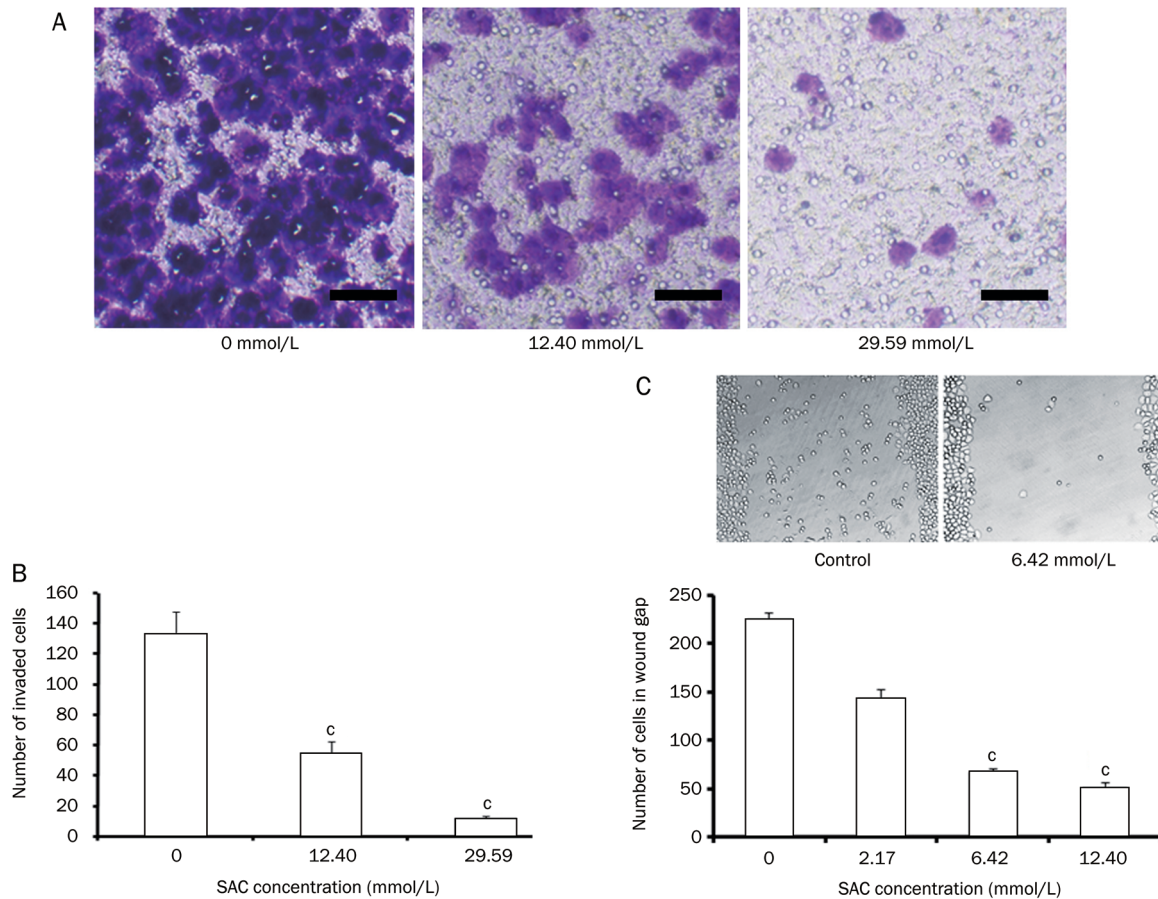 A
0 mmol/L
12.40 mmol/L
29.59 mmol/L
C
Control
6.42 mmol/L
B
Number of invaded cells
160
140
120
100
80
60
40
20
0
c
c
0
12.40
29.59
SAC concentration (mmol/L)
Number of cells in wound gap
250
200
150
100
50
0
c
c
0
2.17
6.42
12.40
SAC concentration (mmol/L)